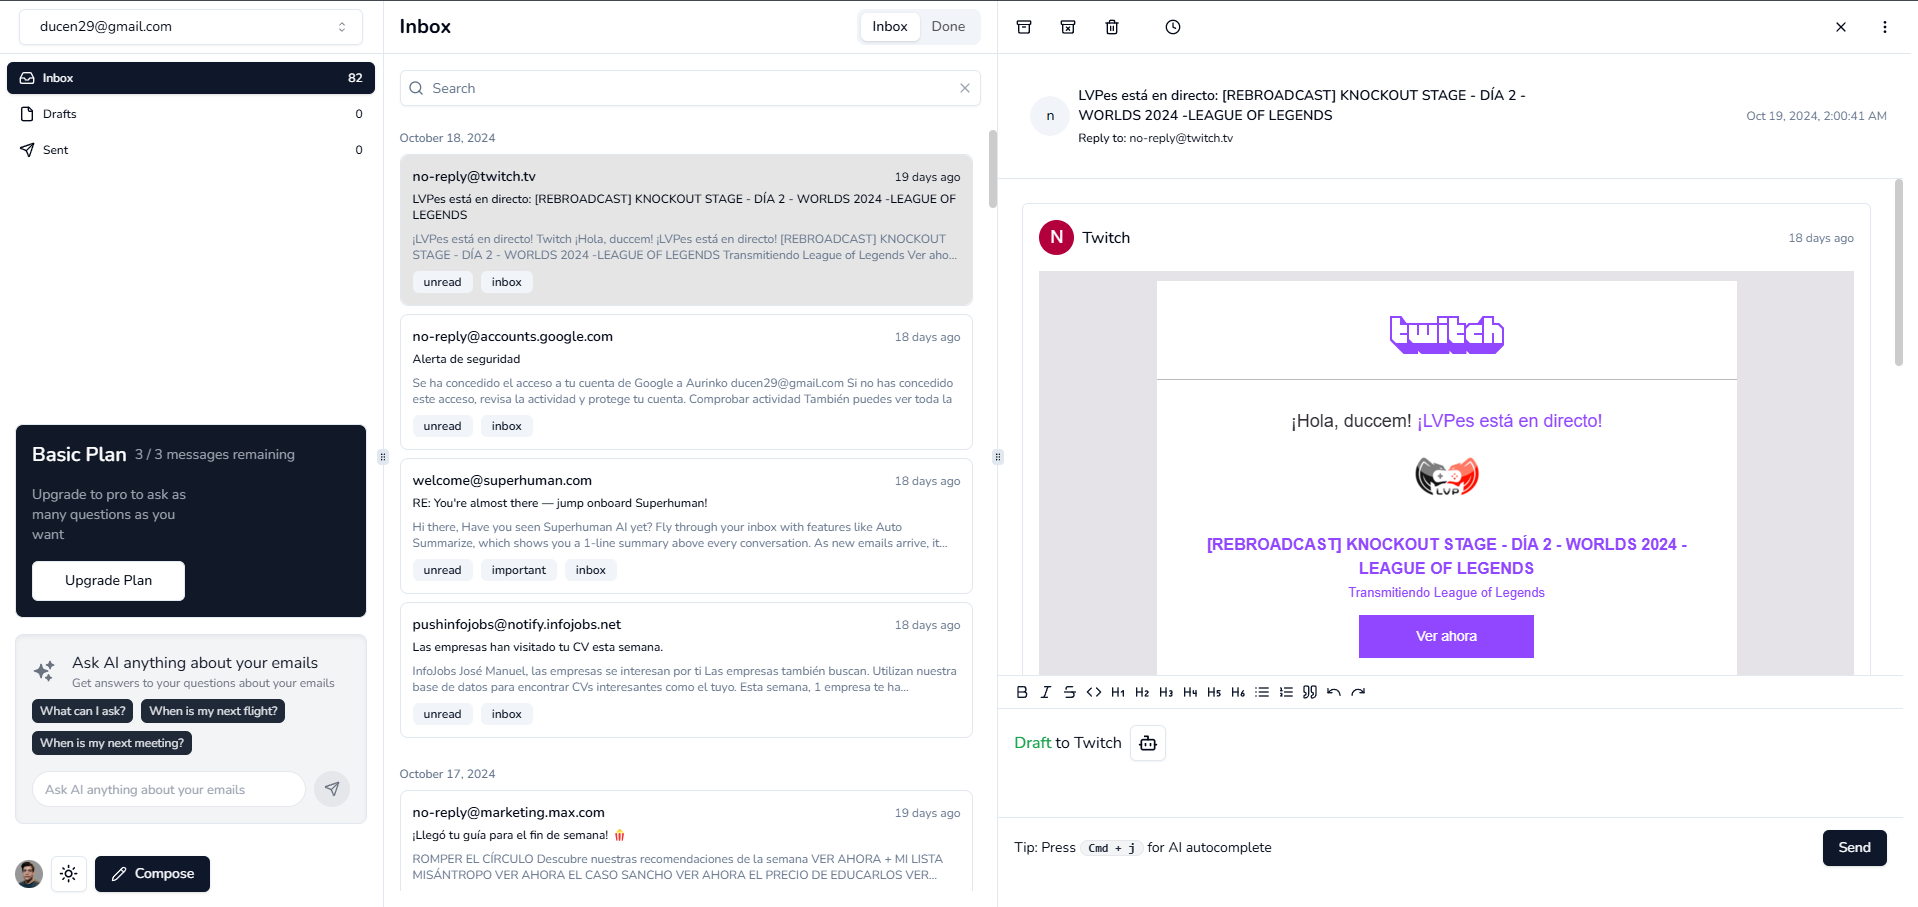 ducen29@gmail.com
Inbox 82
Drafts 0
Sent 0
Basic Plan 3 / 3 messages remaining
Upgrade to pro to ask as
many questions as you
want
Upgrade Plan
Ask AI anything about your emails
Get answers to your questions about your emails
What can I ask? When is my next flight?
When is my next meeting?
Ask AI anything about your emails
Compose
Inbox
Inbox Done
Search
October 18, 2024
no-reply@twitch.tv 19 days ago
LVPes está en directo: [REBROADCAST] KNOCKOUT STAGE - DÍA 2 - WORLDS 2024 -LEAGUE OF
LEGENDS
¡LVPes está en directo! Twitch ¡Hola, duccem! ¡LVPes está en directo! [REBROADCAST] KNOCKOUT
STAGE - DÍA 2 - WORLDS 2024 -LEAGUE OF LEGENDS Transmitiendo League of Legends Ver aho...
unread inbox
no-reply@accounts.google.com 18 days ago
Alerta de seguridad
Se ha concedido el acceso a tu cuenta de Google a Aurinko ducen29@gmail.com Si no has concedido
este acceso, revisa la actividad y protege tu cuenta. Comprobar actividad También puedes ver toda la
unread inbox
welcome@superhuman.com 18 days ago
RE: You're almost there — jump onboard Superhuman!
Hi there, Have you seen Superhuman AI yet? Fly through your inbox with features like Auto
Summarize, which shows you a 1-line summary above every conversation. As new emails arrive, it...
unread important inbox
pushinfojobs@notify.infojobs.net 18 days ago
Las empresas han visitado tu CV esta semana.
InfoJobs José Manuel, las empresas se interesan por ti Las empresas también buscan. Utilizan nuestra
base de datos para encontrar CVs interesantes como el tuyo. Esta semana, 1 empresa te ha...
unread inbox
October 17, 2024
no-reply@marketing.max.com 19 days ago
¡Llegó tu guía para el fin de semana! 🍿
ROMPER EL CÍRCULO Descubre nuestras recomendaciones de la semana VER AHORA + MI LISTA
MISÁNTROPO VER AHORA EL CASO SANCHO VER AHORA EL PRECIO DE EDUCARLOS VER...
n
LVPes está en directo: [REBROADCAST] KNOCKOUT STAGE - DÍA 2 -
WORLDS 2024 -LEAGUE OF LEGENDS
Reply to: no-reply@twitch.tv
Oct 19, 2024, 2:00:41 AM
N Twitch 18 days ago
twitch
¡Hola, duccem! ¡LVPes está en directo!
LVP
[REBROADCAST] KNOCKOUT STAGE - DÍA 2 - WORLDS 2024 -
LEAGUE OF LEGENDS
Transmitiendo League of Legends
Ver ahora
B I S <> H1 H2 H3 H4 H5 H6
Draft to Twitch
Tip: Press Cmd + j for AI autocomplete
Send